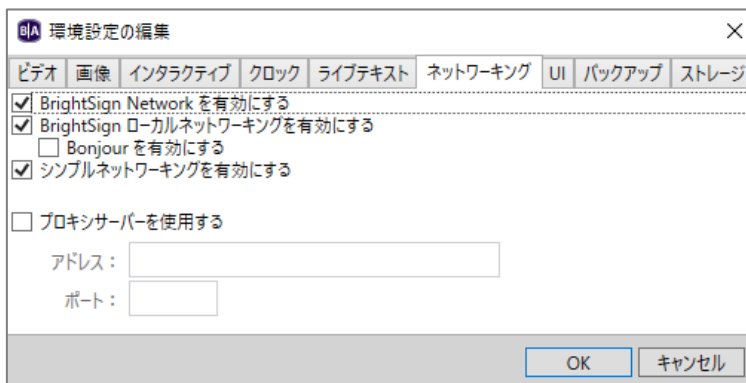 BA 環境設定の編集
ビデオ 画像 インタラクティブ クロック ライブテキスト ネットワーキング UI バックアップ ストレージ
BrightSign Network を有効にする
BrightSign ローカルネットワーキングを有効にする
Bonjour を有効にする
シンプルネットワーキングを有効にする
プロキシサーバーを使用する
アドレス：
ポート：
OK キャンセル